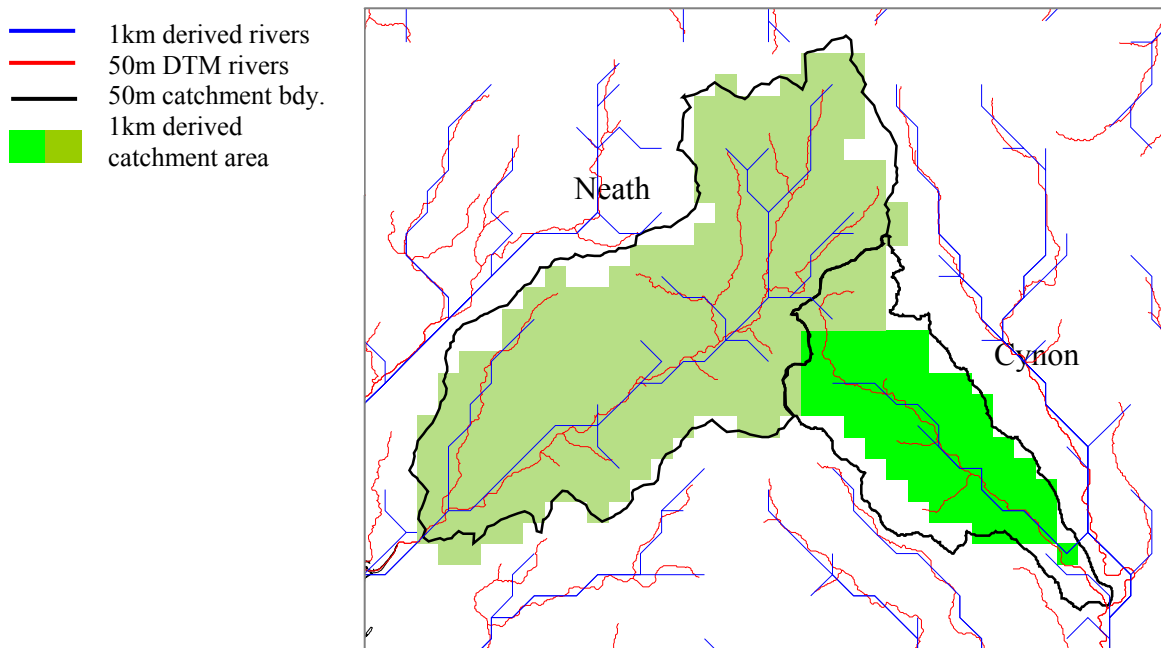 1km derived rivers
50m DTM rivers
50m catchment bdy.
1km derived
catchment area
Neath
Cynon